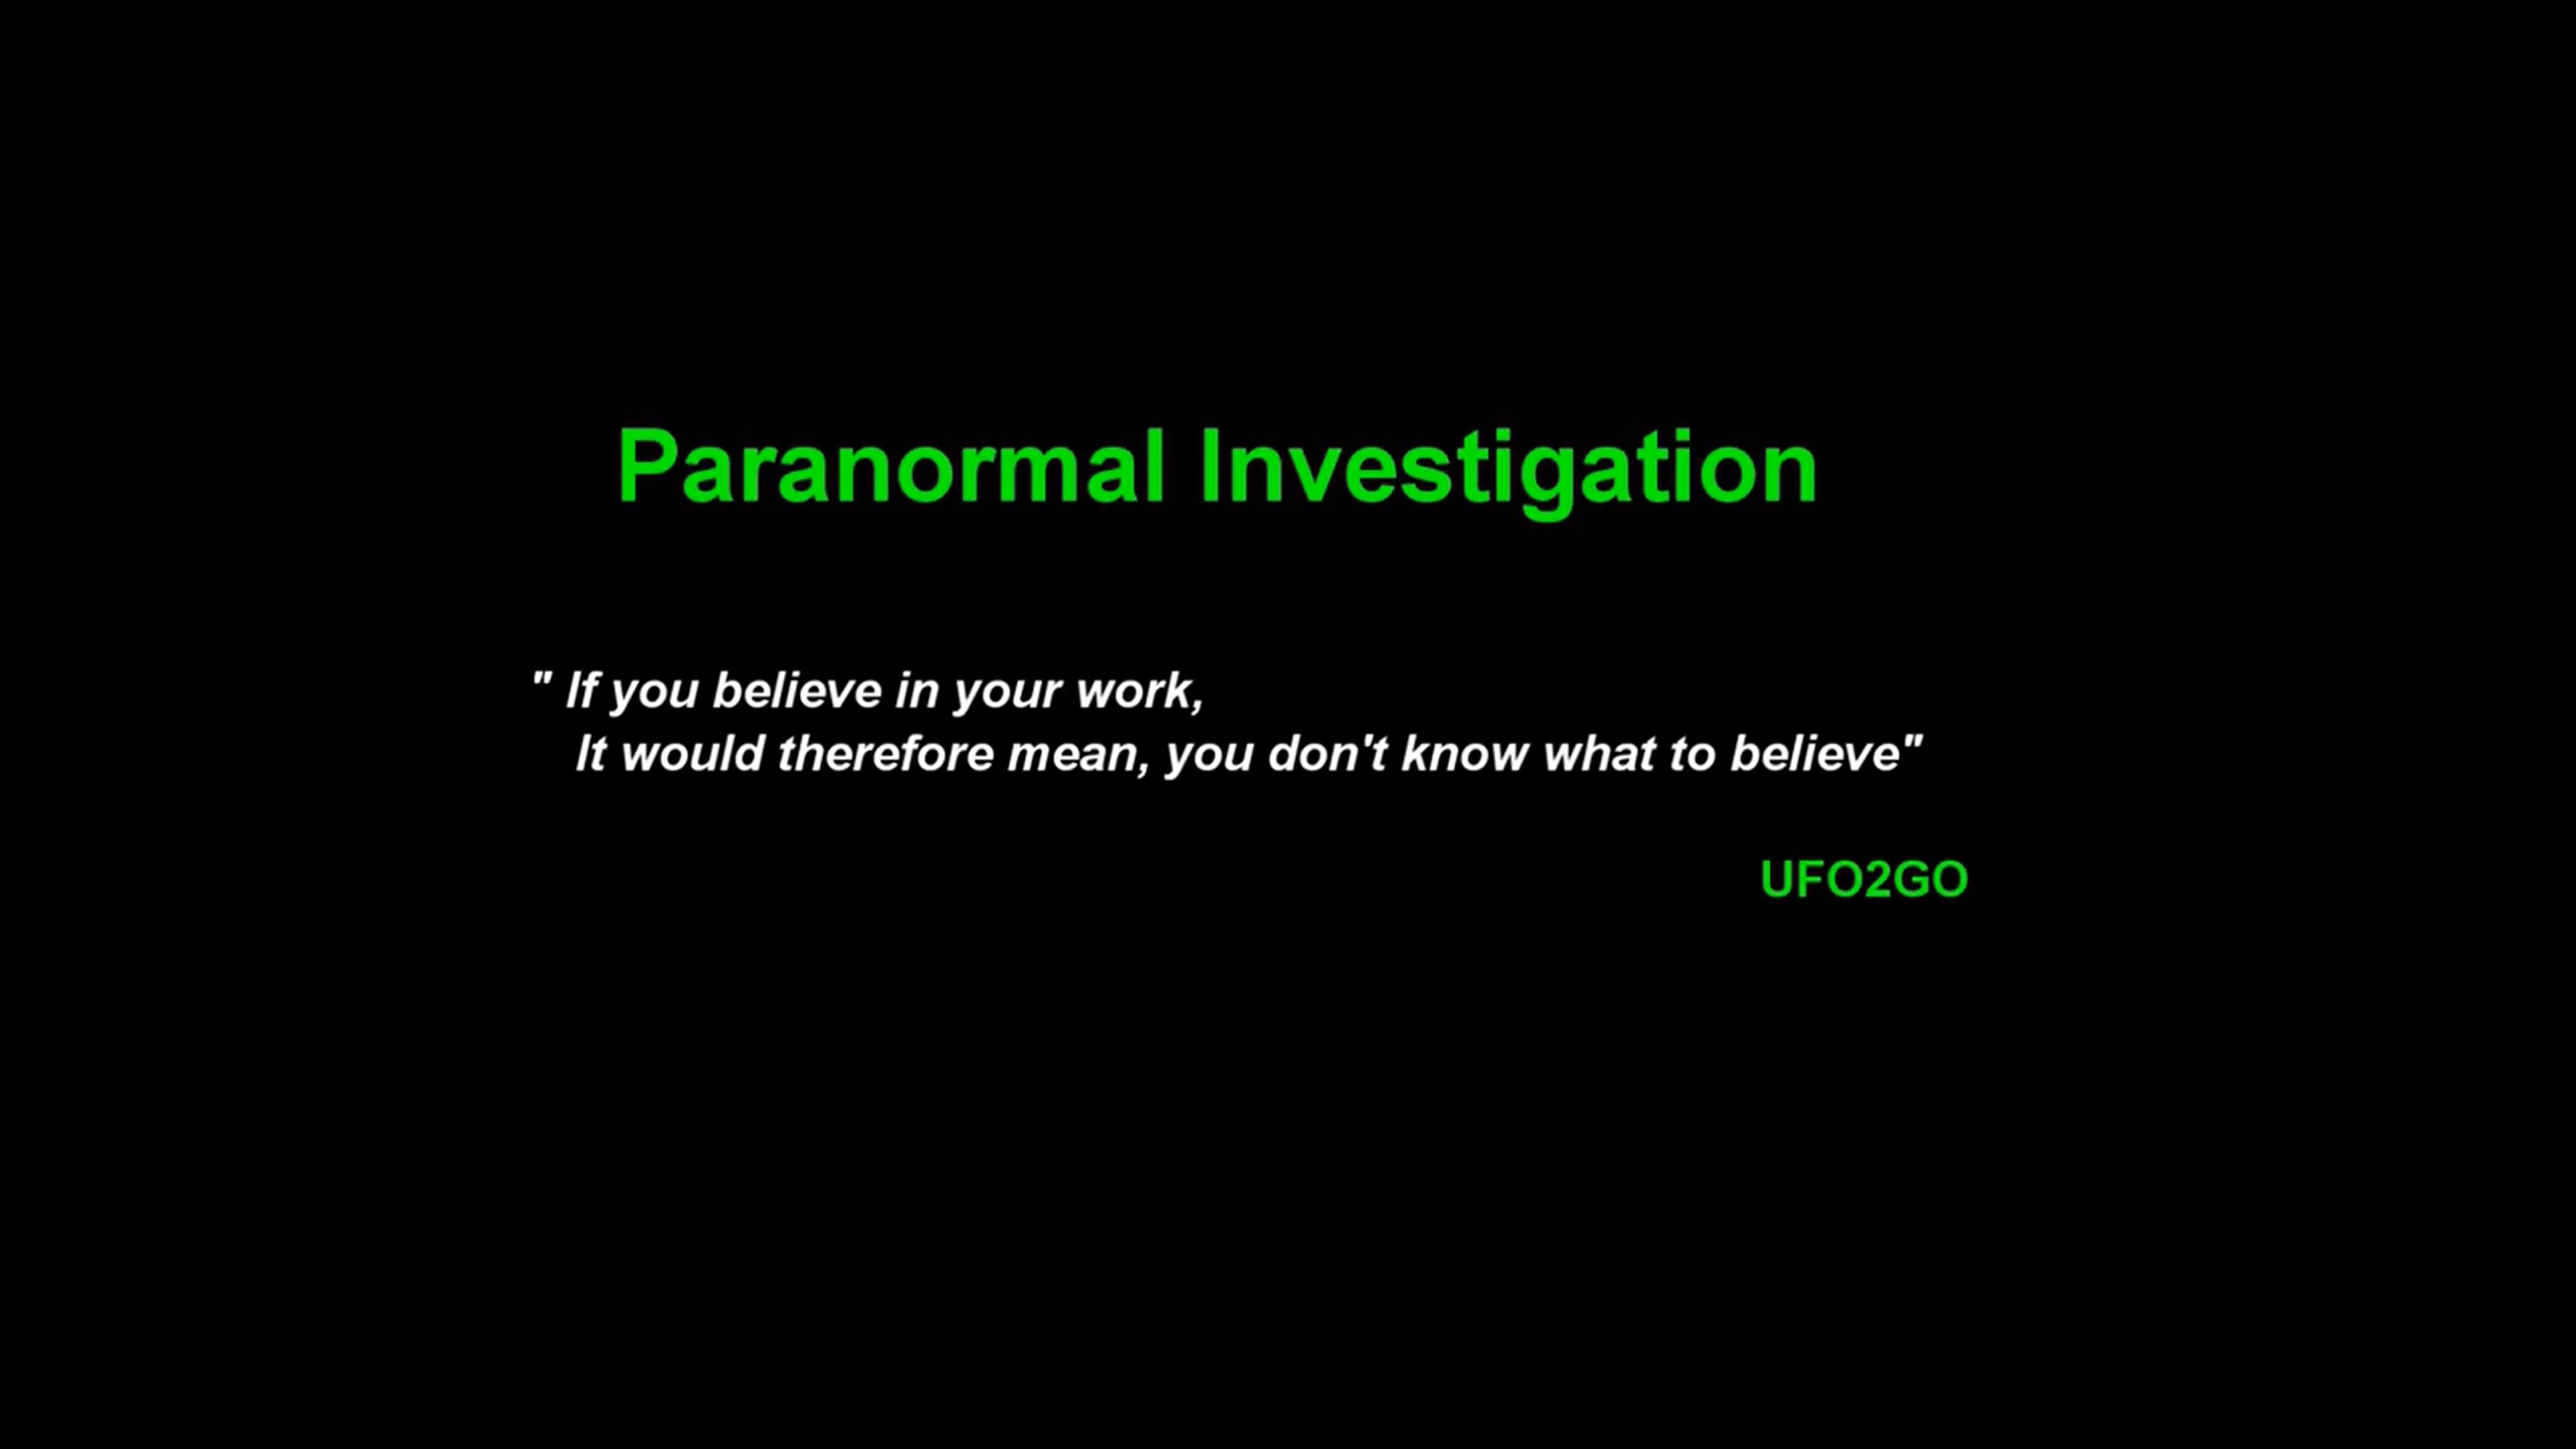 Paranormal Investigation
" If you believe in your work,
It would therefore mean, you don't know what to believe"
UFO2GO